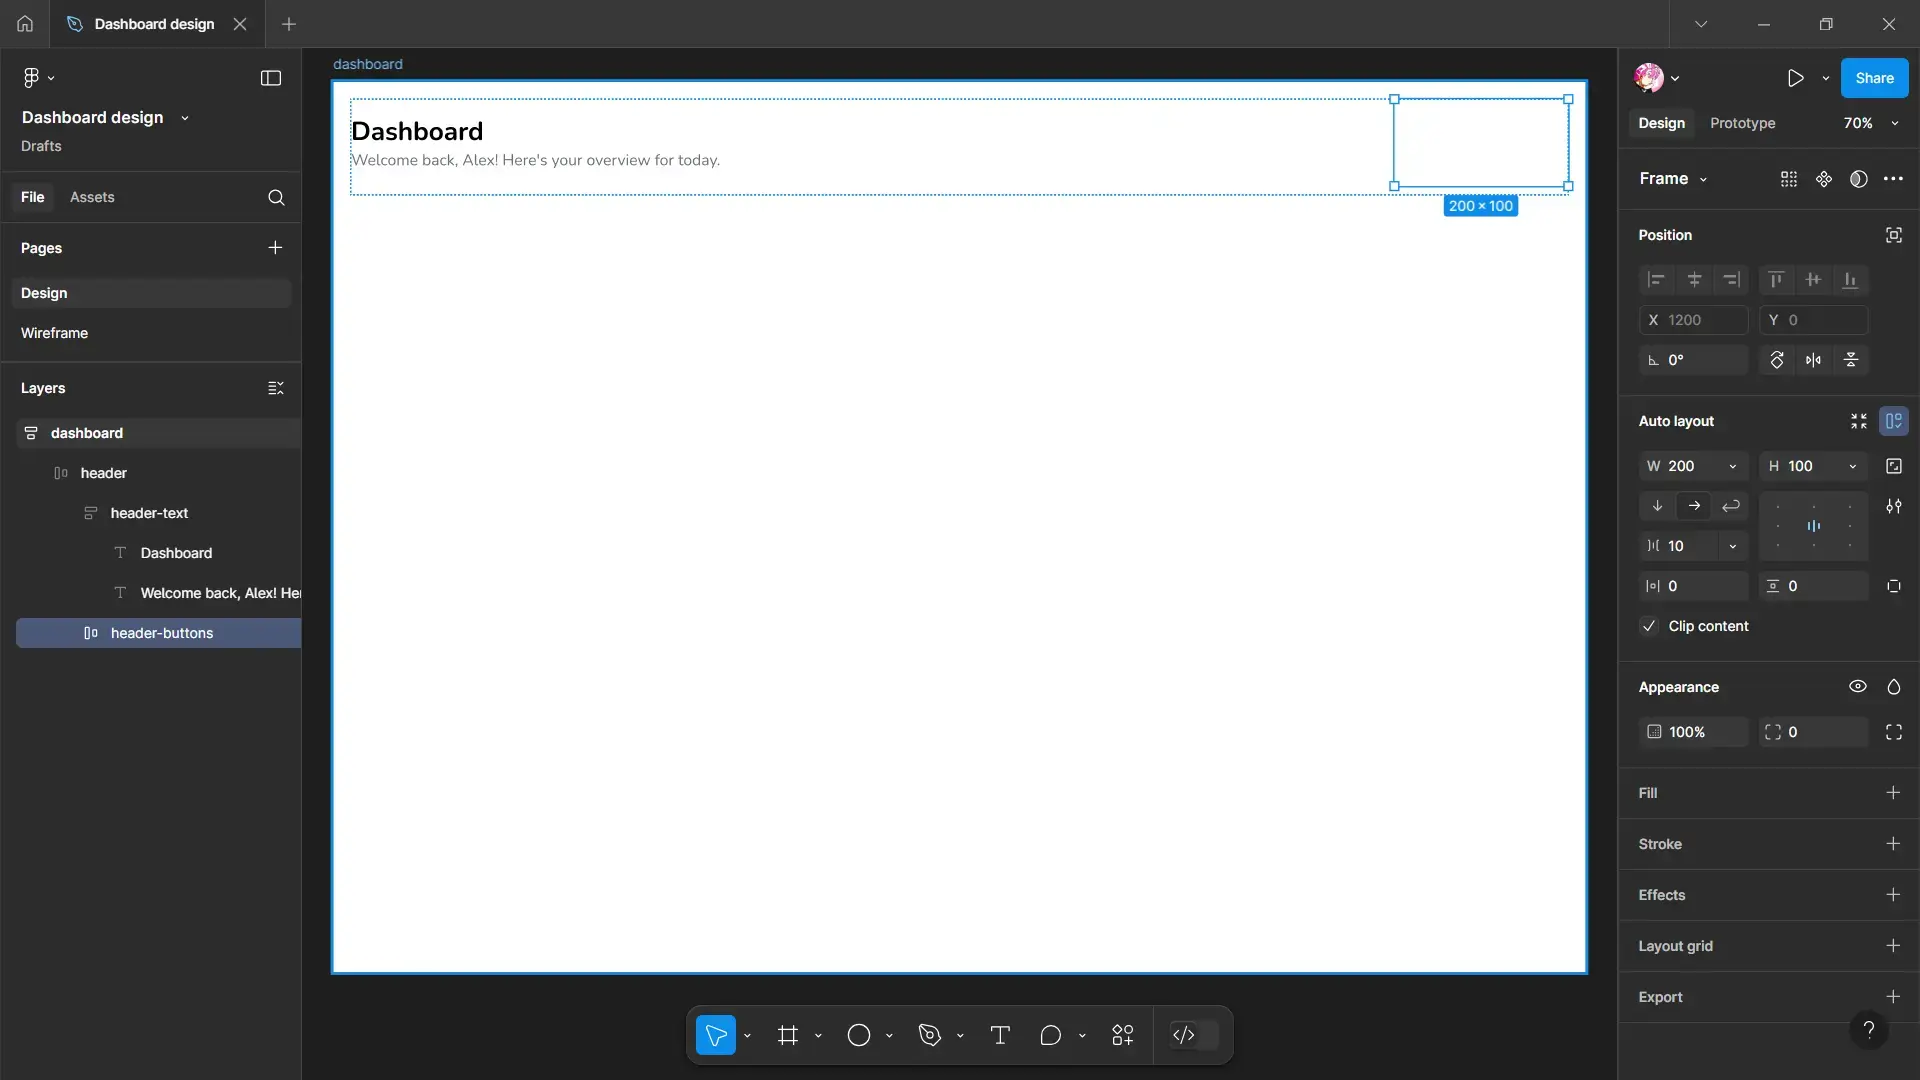 Dashboard design
Dashboard design
Drafts
File
Assets
Pages
Design
Wireframe
Layers
dashboard
header
header-text
Dashboard
Welcome back, Alex! Her
header-buttons
dashboard
Dashboard
Welcome back, Alex! Here's your overview for today.
200 × 100
Share
Design
Prototype
70%
Frame
Position
X 1200
Y 0
0°
Auto layout
W 200
H 100
10
0
0
Clip content
Appearance
100%
0
Fill
Stroke
Effects
Layout grid
Export
?